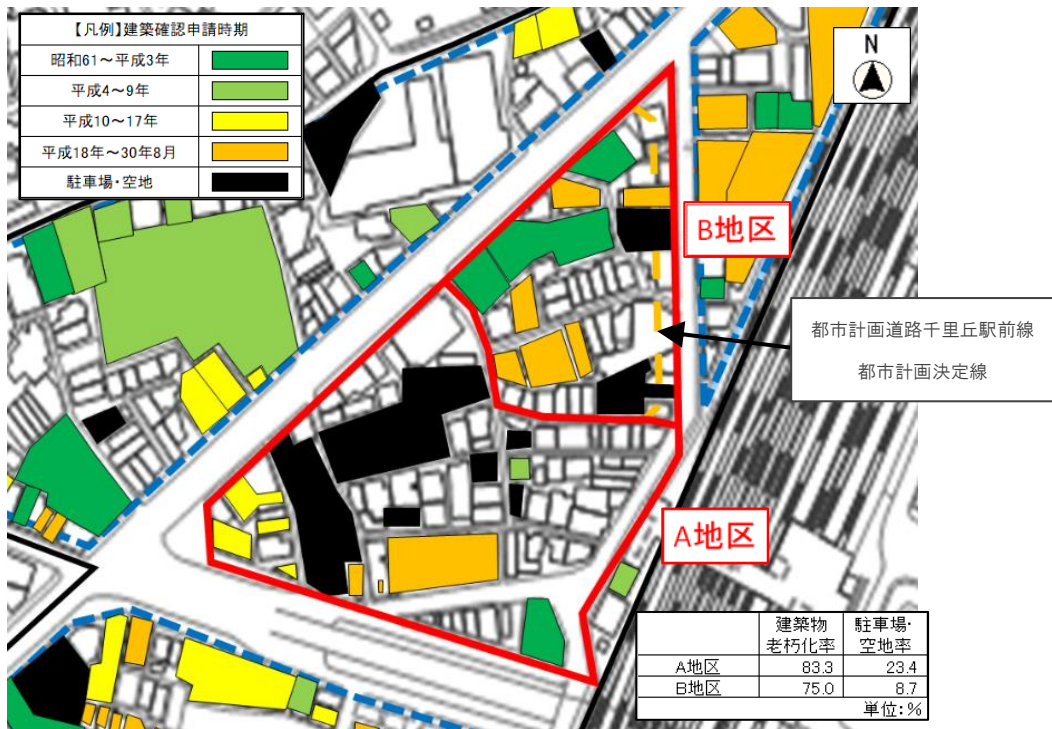 【凡例】建築確認申請時期
昭和61～平成3年
平成4～9年
平成10～17年
平成18年～30年8月
駐車場・空地
N
B地区
都市計画道路千里丘駅前線
都市計画決定線
A地区
建築物老朽化率 駐車場・空地率
A地区 83.3 23.4
B地区 75.0 8.7
単位：％